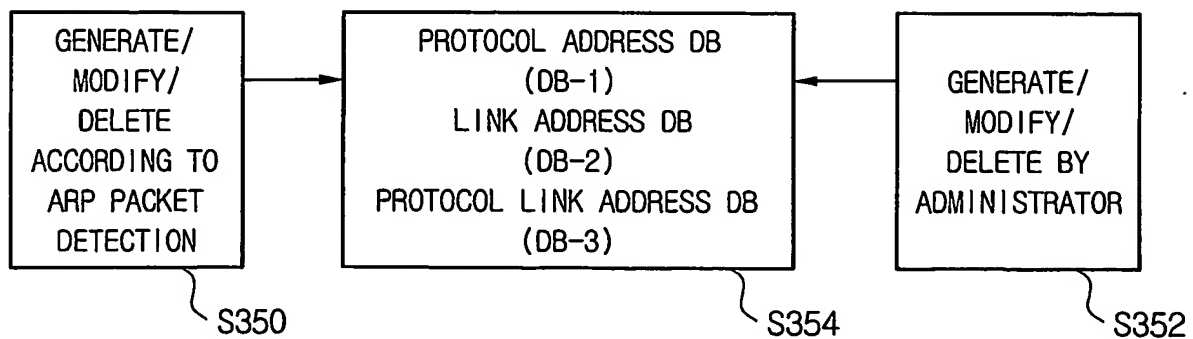 GENERATE/
MODIFY/
DELETE
ACCORDING TO
ARP PACKET
DETECTION
S350
PROTOCOL ADDRESS DB
(DB-1)
LINK ADDRESS DB
(DB-2)
PROTOCOL LINK ADDRESS DB
(DB-3)
S354
GENERATE/
MODIFY/
DELETE BY
ADMINISTRATOR
S352